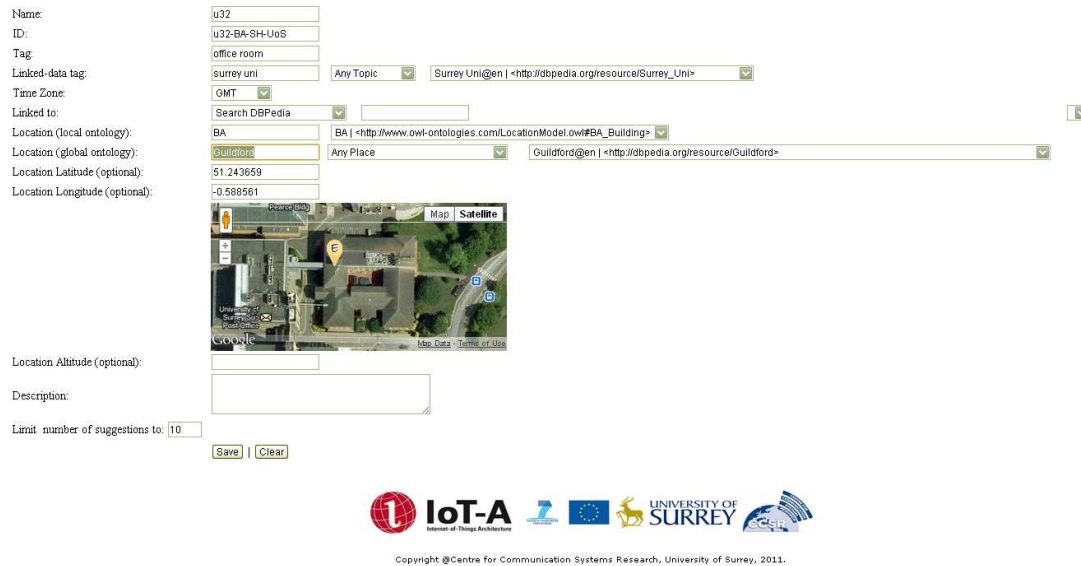 Name: u32
ID: u32-BA-SH-UoS
Tag: office room
Linked-data tag: surrey uni Any Topic Surrey Uni@en | <http://dbpedia.org/resource/Surrey_Uni>
Time Zone: GMT
Linked to: Search DBPedia
Location (local ontology): BA BA | <http://www.owl-ontologies.com/LocationModel.owl#BA_Building>
Location (global ontology): Guildford Any Place Guildford@en | <http://dbpedia.org/resource/Guildford>
Location Latitude (optional): 51.243659
Location Longitude (optional): -0.588561
Pearce Bldg Map Satellite
E
University of
Surrey Sub
Post Office
Google Map Data - Terms of Use
Location Altitude (optional):
Description:
Limit number of suggestions to: 10
Save | Clear
IoT-A
Internet-of-Things Architecture
7
UNIVERSITY OF
SURREY
CCSR
Copyright @Centre for Communication Systems Research, University of Surrey, 2011.